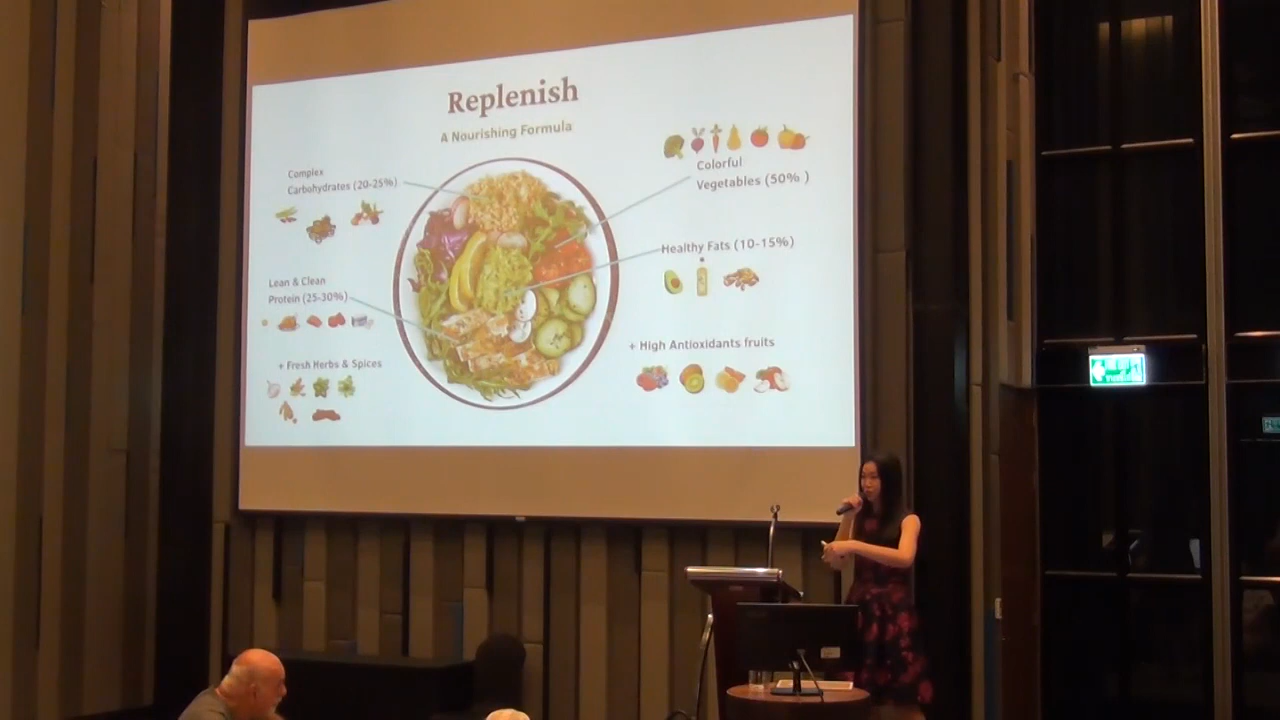 Replenish
A Nourishing Formula
Complex
Carbohydrates (20-25%)
Colorful
Vegetables (50% )
Healthy Fats (10-15%)
Lean & Clean
Protein (25-30%)
+ High Antioxidants fruits
+ Fresh Herbs & Spices